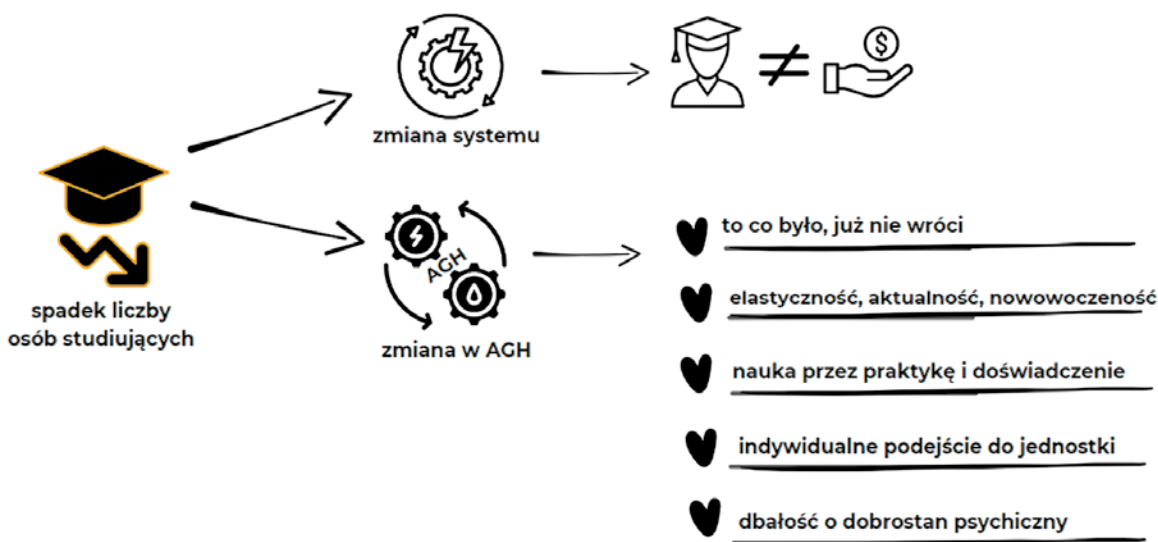 zmiana systemu
$
spadek liczby
osób studiujących
AGH
zmiana w AGH
to co było, już nie wróci
elastyczność, aktualność, nowowoczeność
nauka przez praktykę i doświadczenie
indywidualne podejście do jednostki
dbałość o dobrostan psychiczny